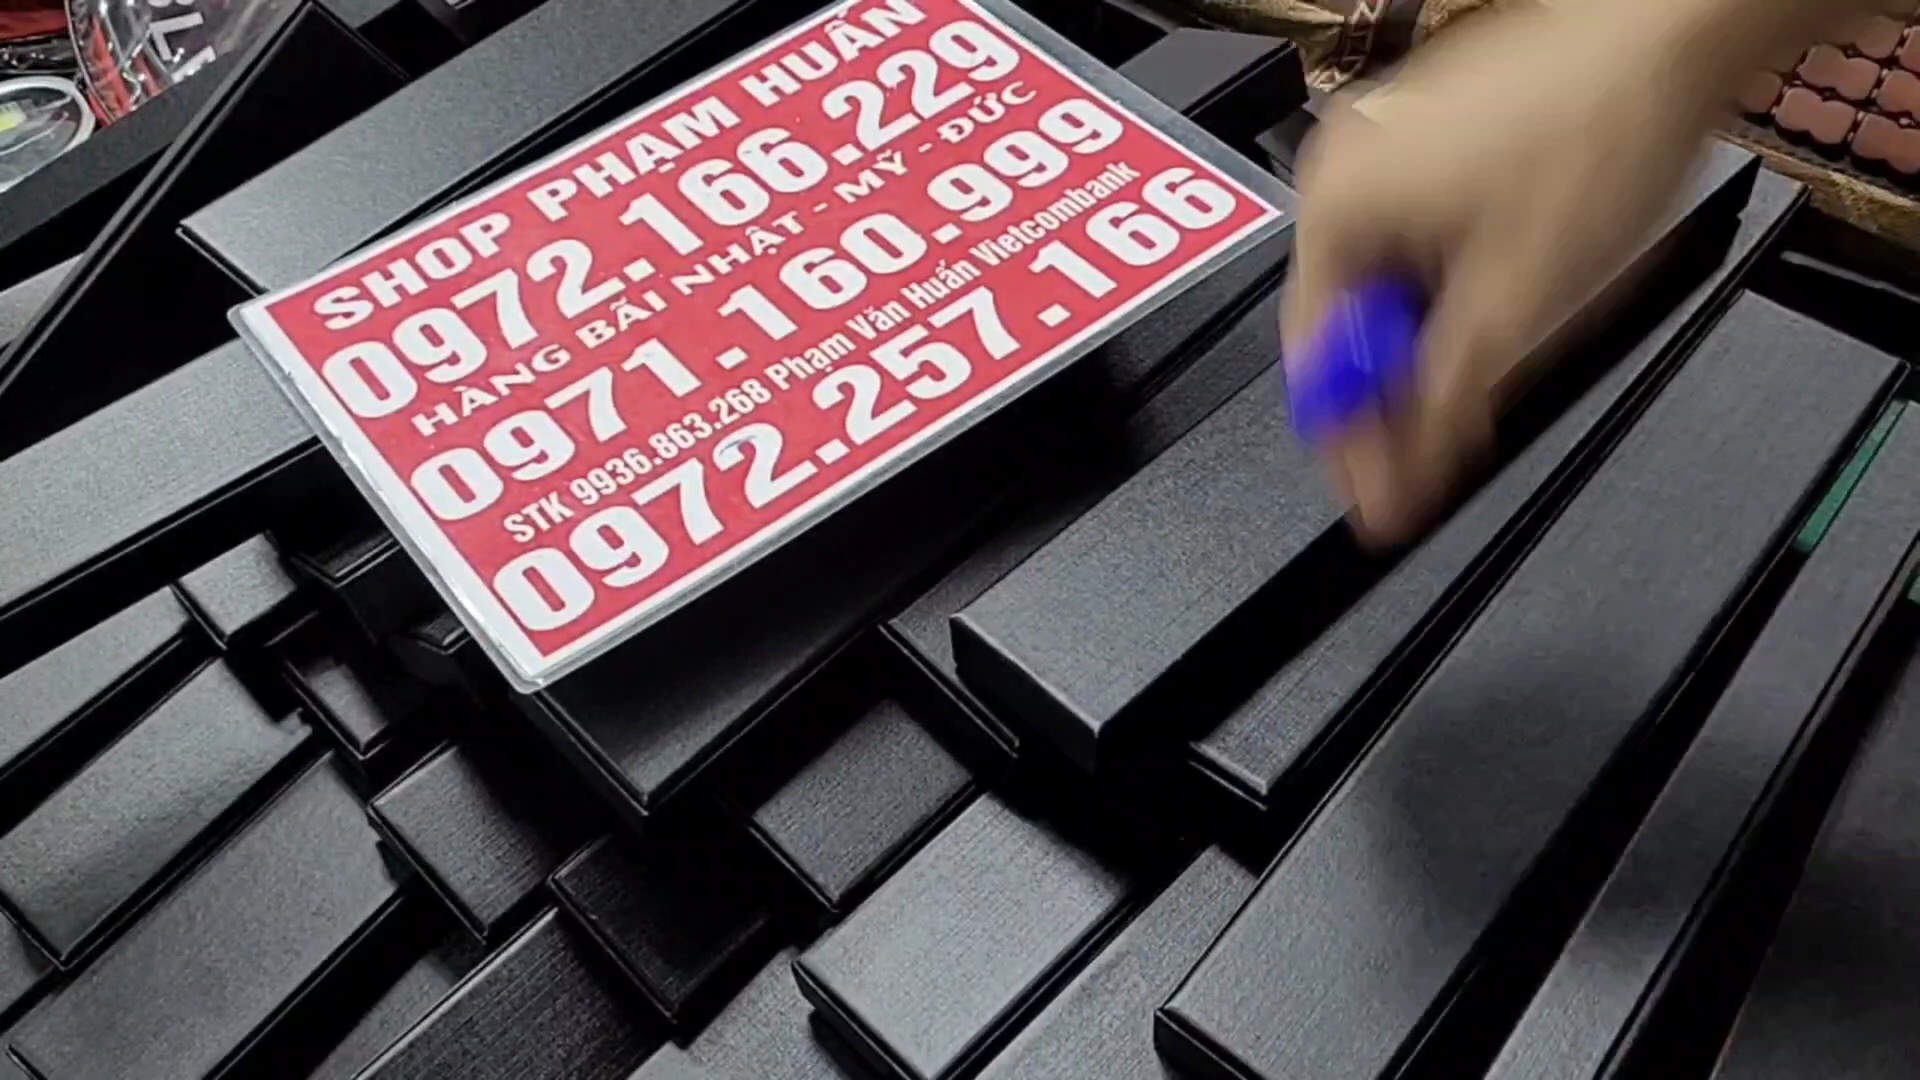 SHOP PHẠM HUẤN
0972.166.229
HÀNG BÃI NHẬT - MỸ - ĐỨC
0971.160.999
STK 9936.863.268 Phạm Văn Huấn Vietcombank
0972.257.166